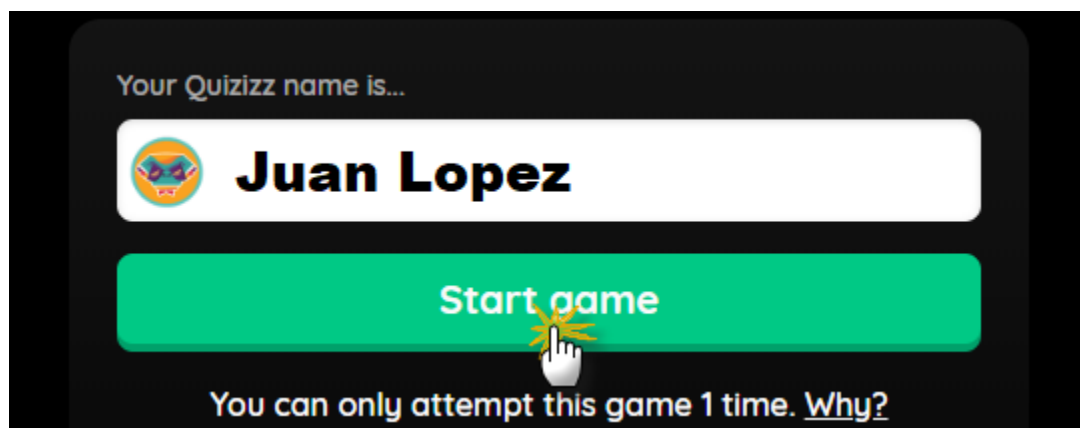 Your Quizizz name is...
Juan Lopez
Start game
You can only attempt this game 1 time. Why?